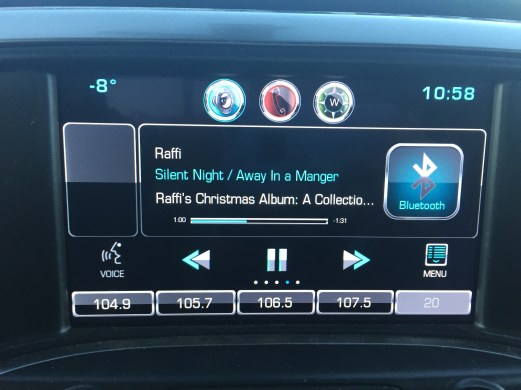 -8°
W
10:58
Raffi
Silent Night / Away In a Manger
Raffi's Christmas Album: A Collectio...
1:00 -1:31
Bluetooth
VOICE
MENU
104.9 105.7 106.5 107.5 20